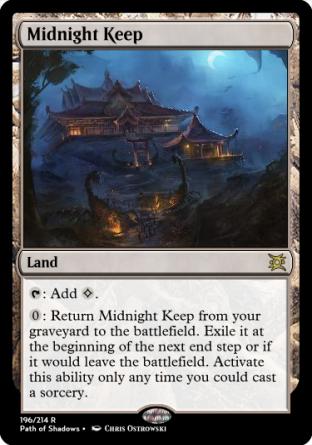 Midnight Keep
Land
: Add .
0: Return Midnight Keep from your
graveyard to the battlefield. Exile it at
the beginning of the next end step or if
it would leave the battlefield. Activate
this ability only any time you could cast
a sorcery.
196/214 R
Path of Shadows • Chris Ostrowski